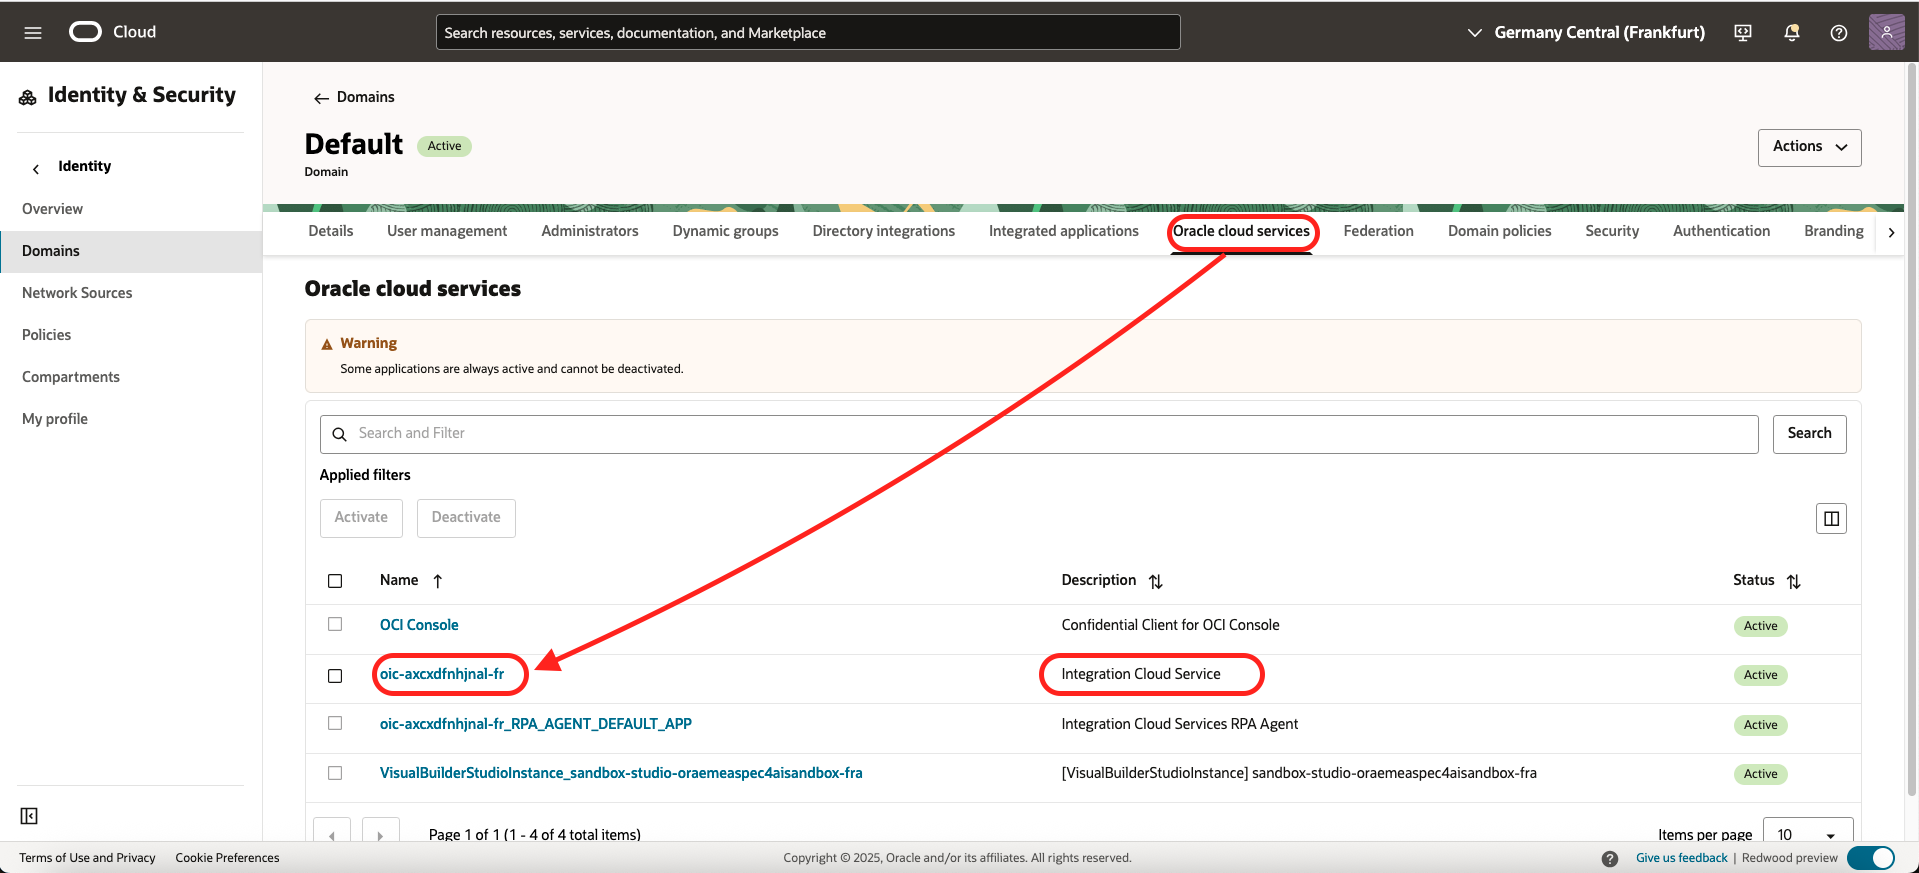 Cloud
Search resources, services, documentation, and Marketplace
Germany Central (Frankfurt)
Identity & Security
Identity
Overview
Domains
Network Sources
Policies
Compartments
My profile
Domains
Default Active
Domain
Actions
Details User management Administrators Dynamic groups Directory integrations Integrated applications Oracle cloud services Federation Domain policies Security Authentication Branding
Oracle cloud services
Warning
Some applications are always active and cannot be deactivated.
Search and Filter Search
Applied filters
Activate Deactivate
Name Description Status
OCI Console Confidential Client for OCI Console Active
oic-axcxdfnhjnal-fr Integration Cloud Service Active
oic-axcxdfnhjnal-fr_RPA_AGENT_DEFAULT_APP Integration Cloud Services RPA Agent Active
VisualBuilderStudioInstance_sandbox-studio-oraemeaspec4aisandbox-fra [VisualBuilderStudioInstance] sandbox-studio-oraemeaspec4aisandbox-fra Active
Page 1 of 1 (1 - 4 of 4 total items) Items per page 10
Terms of Use and Privacy Cookie Preferences Copyright © 2025, Oracle and/or its affiliates. All rights reserved. Give us feedback | Redwood preview